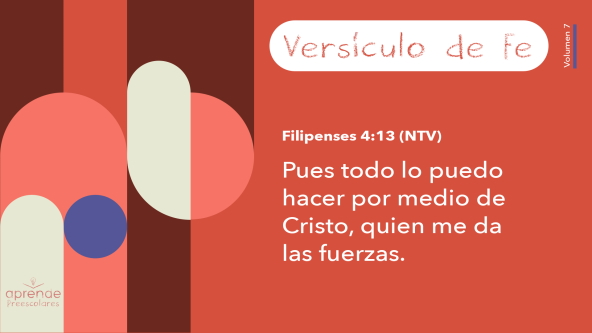 Versículo de Fe
Volumen 7
Filipenses 4:13 (NTV)
Pues todo lo puedo
hacer por medio de
Cristo, quien me da
las fuerzas.
aprende
Preescolares